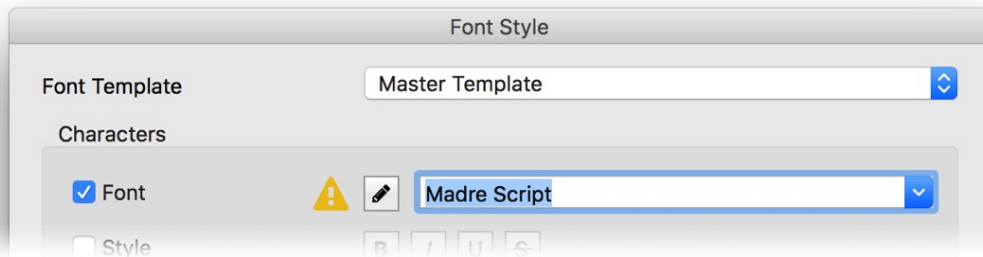 Font Style
Font Template Master Template
Characters
Font Madre Script
Style B I U S